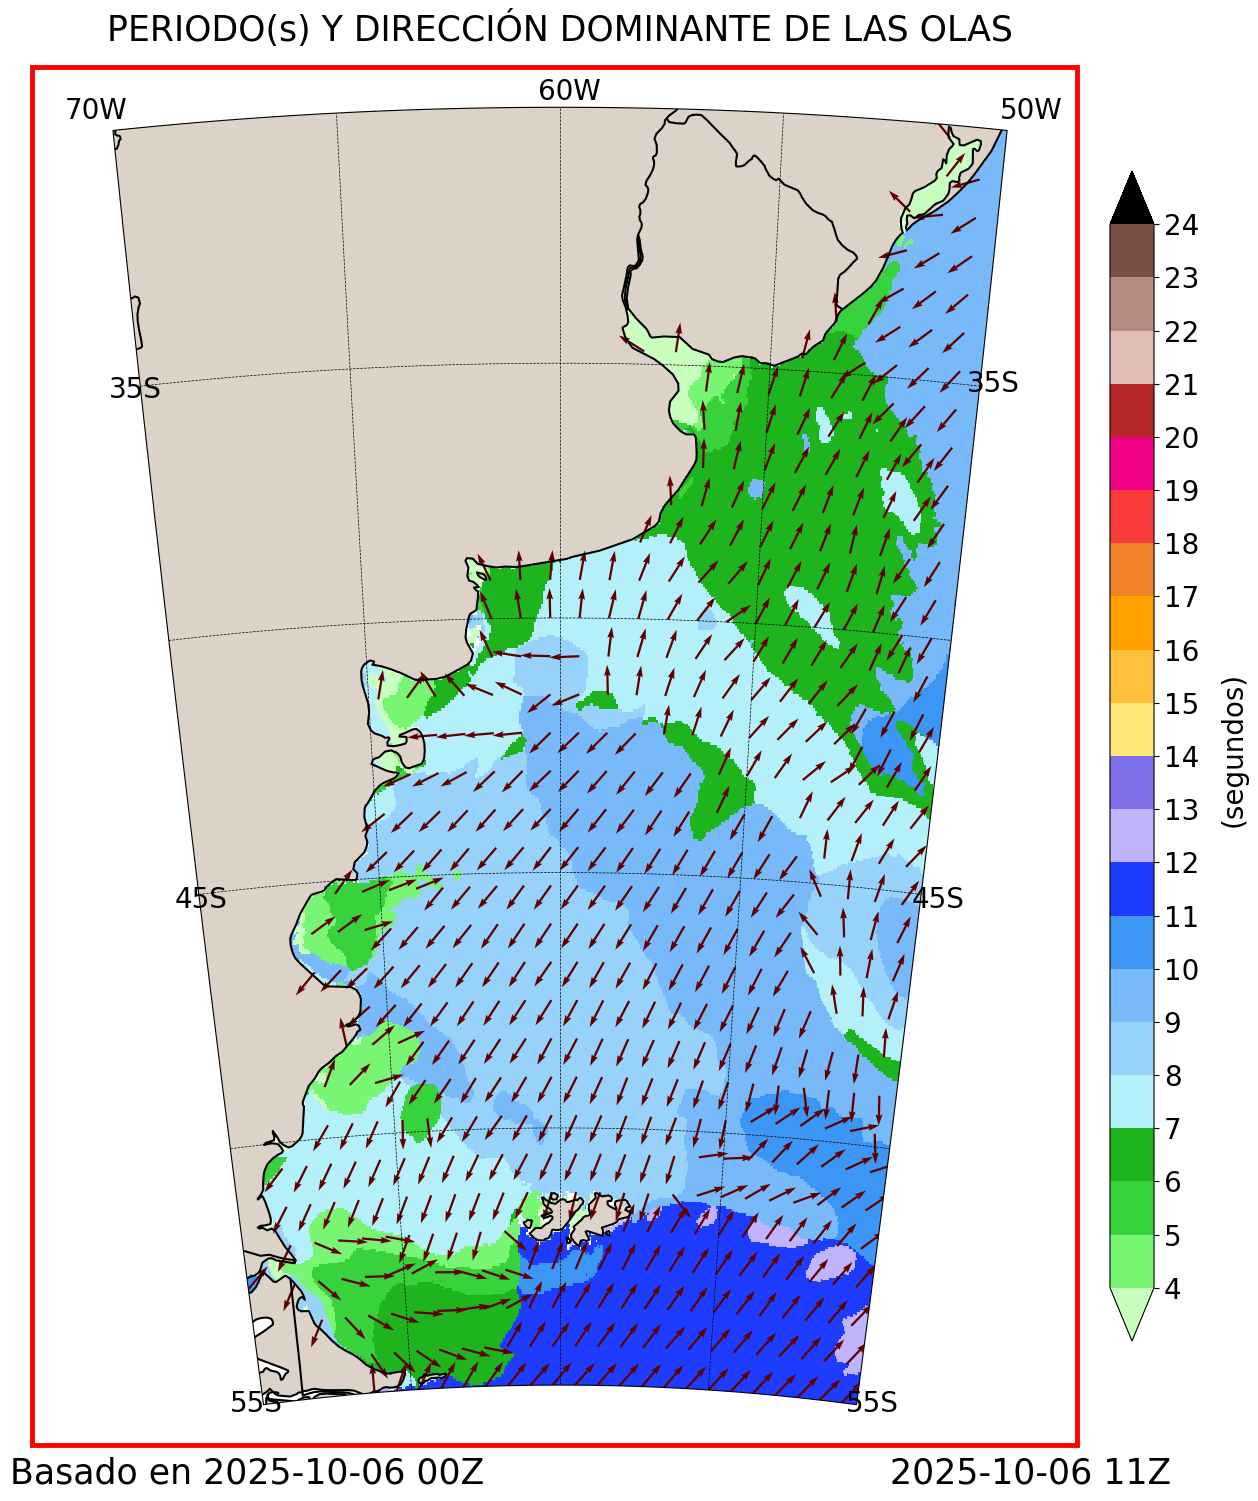 PERIODO(s) Y DIRECCIÓN DOMINANTE DE LAS OLAS
70W
60W
50W
35S
35S
45S
45S
55S
55S
24
23
22
21
20
19
18
17
16
15
14
13
12
11
10
9
8
7
6
5
4
(segundos)
Basado en 2025-10-06 00Z
2025-10-06 11Z